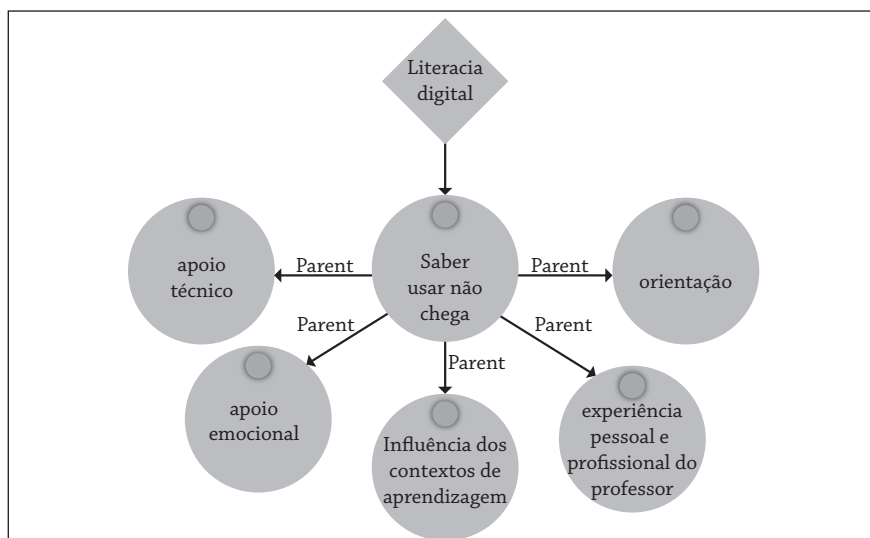 Literacia
digital
Parent
Saber
usar não
chega
Parent
apoio
técnico
orientação
Parent
Parent
Parent
apoio
emocional
Influência dos
contextos de
aprendizagem
experiência
pessoal e
profissional do
professor